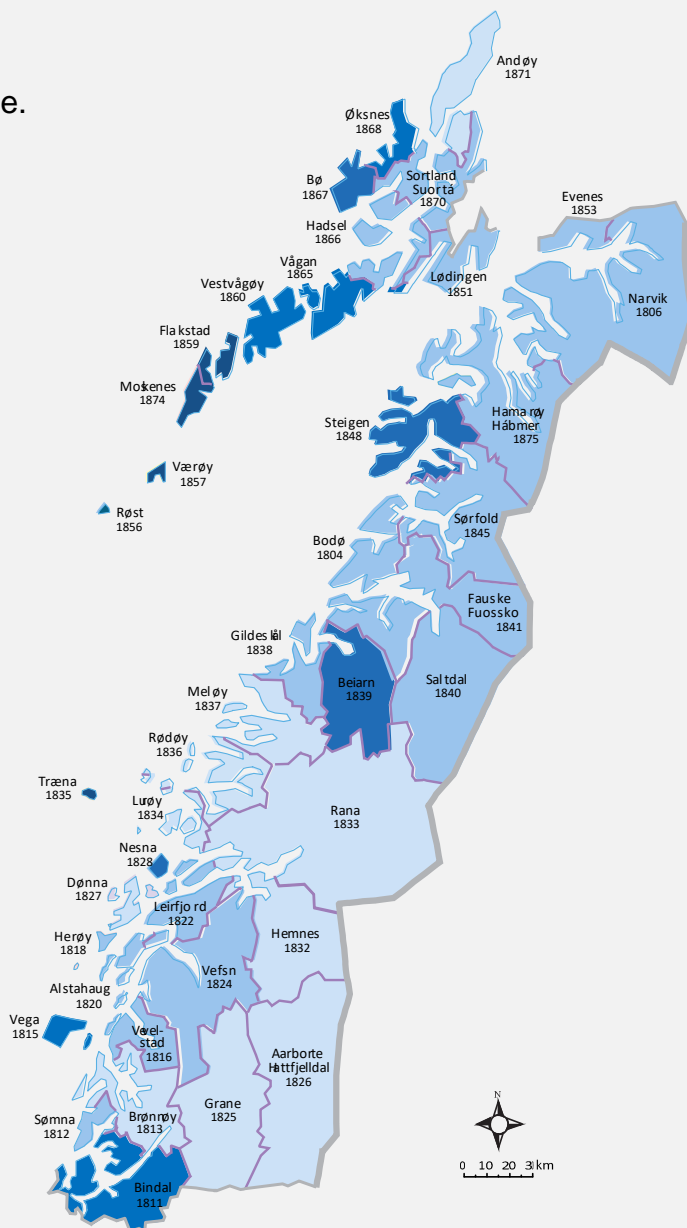 e.
Andøy
1871
Øksnes
1868
Sortland
Suortá
1870
Bø
1867
Evenes
1853
Hadsel
1866
Vågan
1865
Lødingen
1851
Vestvågøy
1860
Narvik
1806
Flakstad
1859
Moskenes
1874
Hamarøy
Hábmer
1875
Steigen
1848
Værøy
1857
Røst
1856
Sørfold
1845
Bodø
1804
Fauske
Fuossko
1841
Gildeskål
1838
Beiarn
1839
Saltdal
1840
Meløy
1837
Rødøy
1836
Træna
1835
Lurøy
1834
Rana
1833
Nesna
1828
Dønna
1827
Leirfjord
1822
Herøy
1818
Hemnes
1832
Vefsn
1824
Alstahaug
1820
Vega
1815
Vevel-
stad
1816
Aarborte
Hattfjelldal
1826
Grane
1825
Brønnøy
1813
Sømna
1812
Bindal
1811
N
0 10 20 3 km